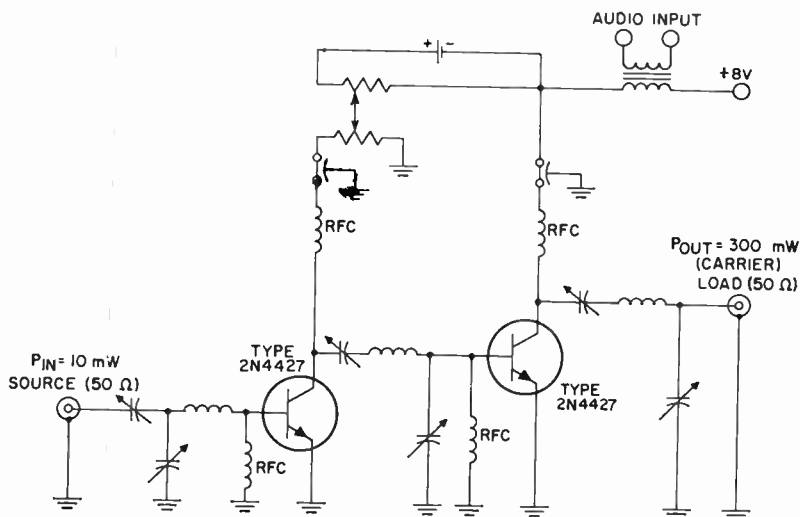 AUDIO INPUT
+ -
+8V
RFC
RFC
POUT = 300 mW
(CARRIER)
LOAD (50 Ω)
PIN = 10 mW
SOURCE (50 Ω)
TYPE
2N4427
TYPE
2N4427
RFC
RFC